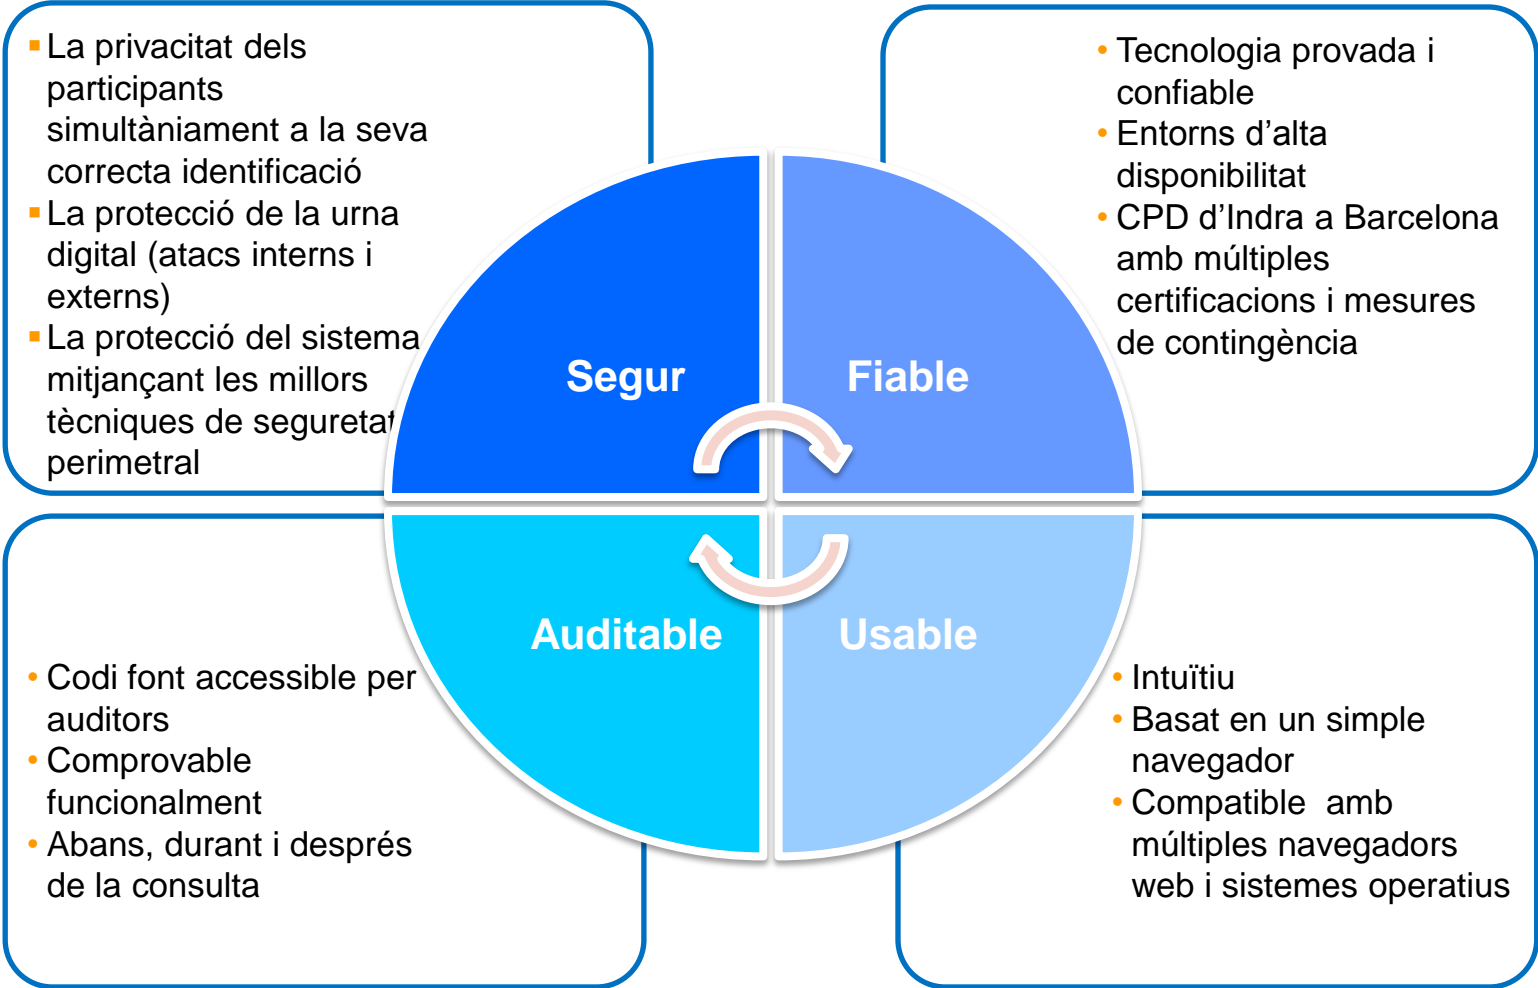 ▪ La privacitat dels
participants
simultàniament a la seva
correcta identificació
▪ La protecció de la urna
digital (atacs interns i
externs)
▪ La protecció del sistema
mitjançant les millors
tècniques de seguretat
perimetral
• Tecnologia provada i
confiable
• Entorns d’alta
disponibilitat
• CPD d’Indra a Barcelona
amb múltiples
certificacions i mesures
de contingència
Segur
Fiable
Auditable
Usable
• Codi font accessible per
auditors
• Comprovable
funcionalment
• Abans, durant i després
de la consulta
• Intuïtiu
• Basat en un simple
navegador
• Compatible  amb
múltiples navegadors
web i sistemes operatius